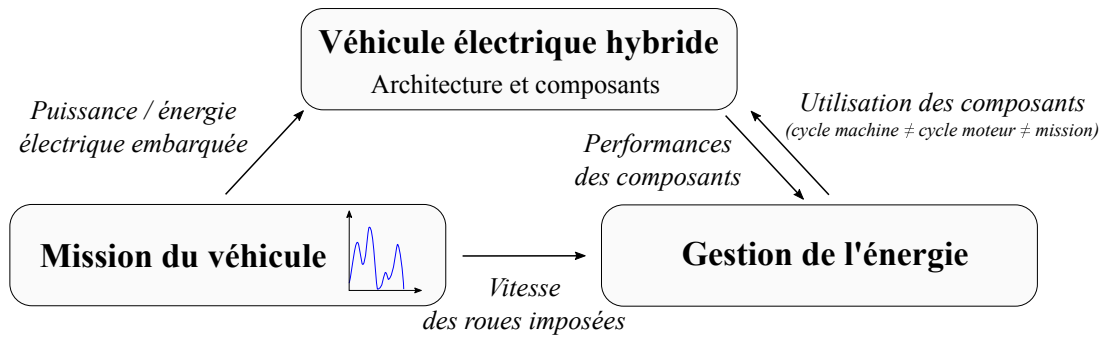 Véhicule électrique hybride
Architecture et composants
Puissance / énergie
électrique embarquée
Utilisation des composants
(cycle machine ≠ cycle moteur ≠ mission)
Performances
des composants
Mission du véhicule
Gestion de l'énergie
Vitesse
des roues imposées